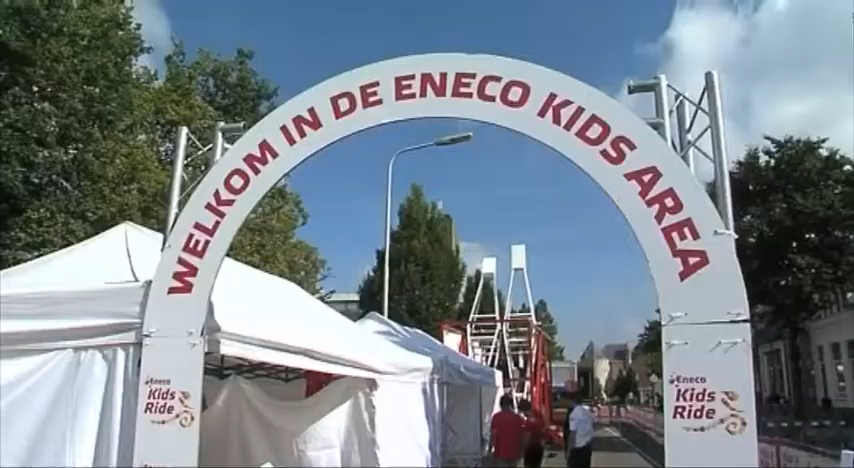 WELKOM IN DE ENECO KIDS AREA
Eneco
Kids
RIDE
Eneco
Kids
RIDE